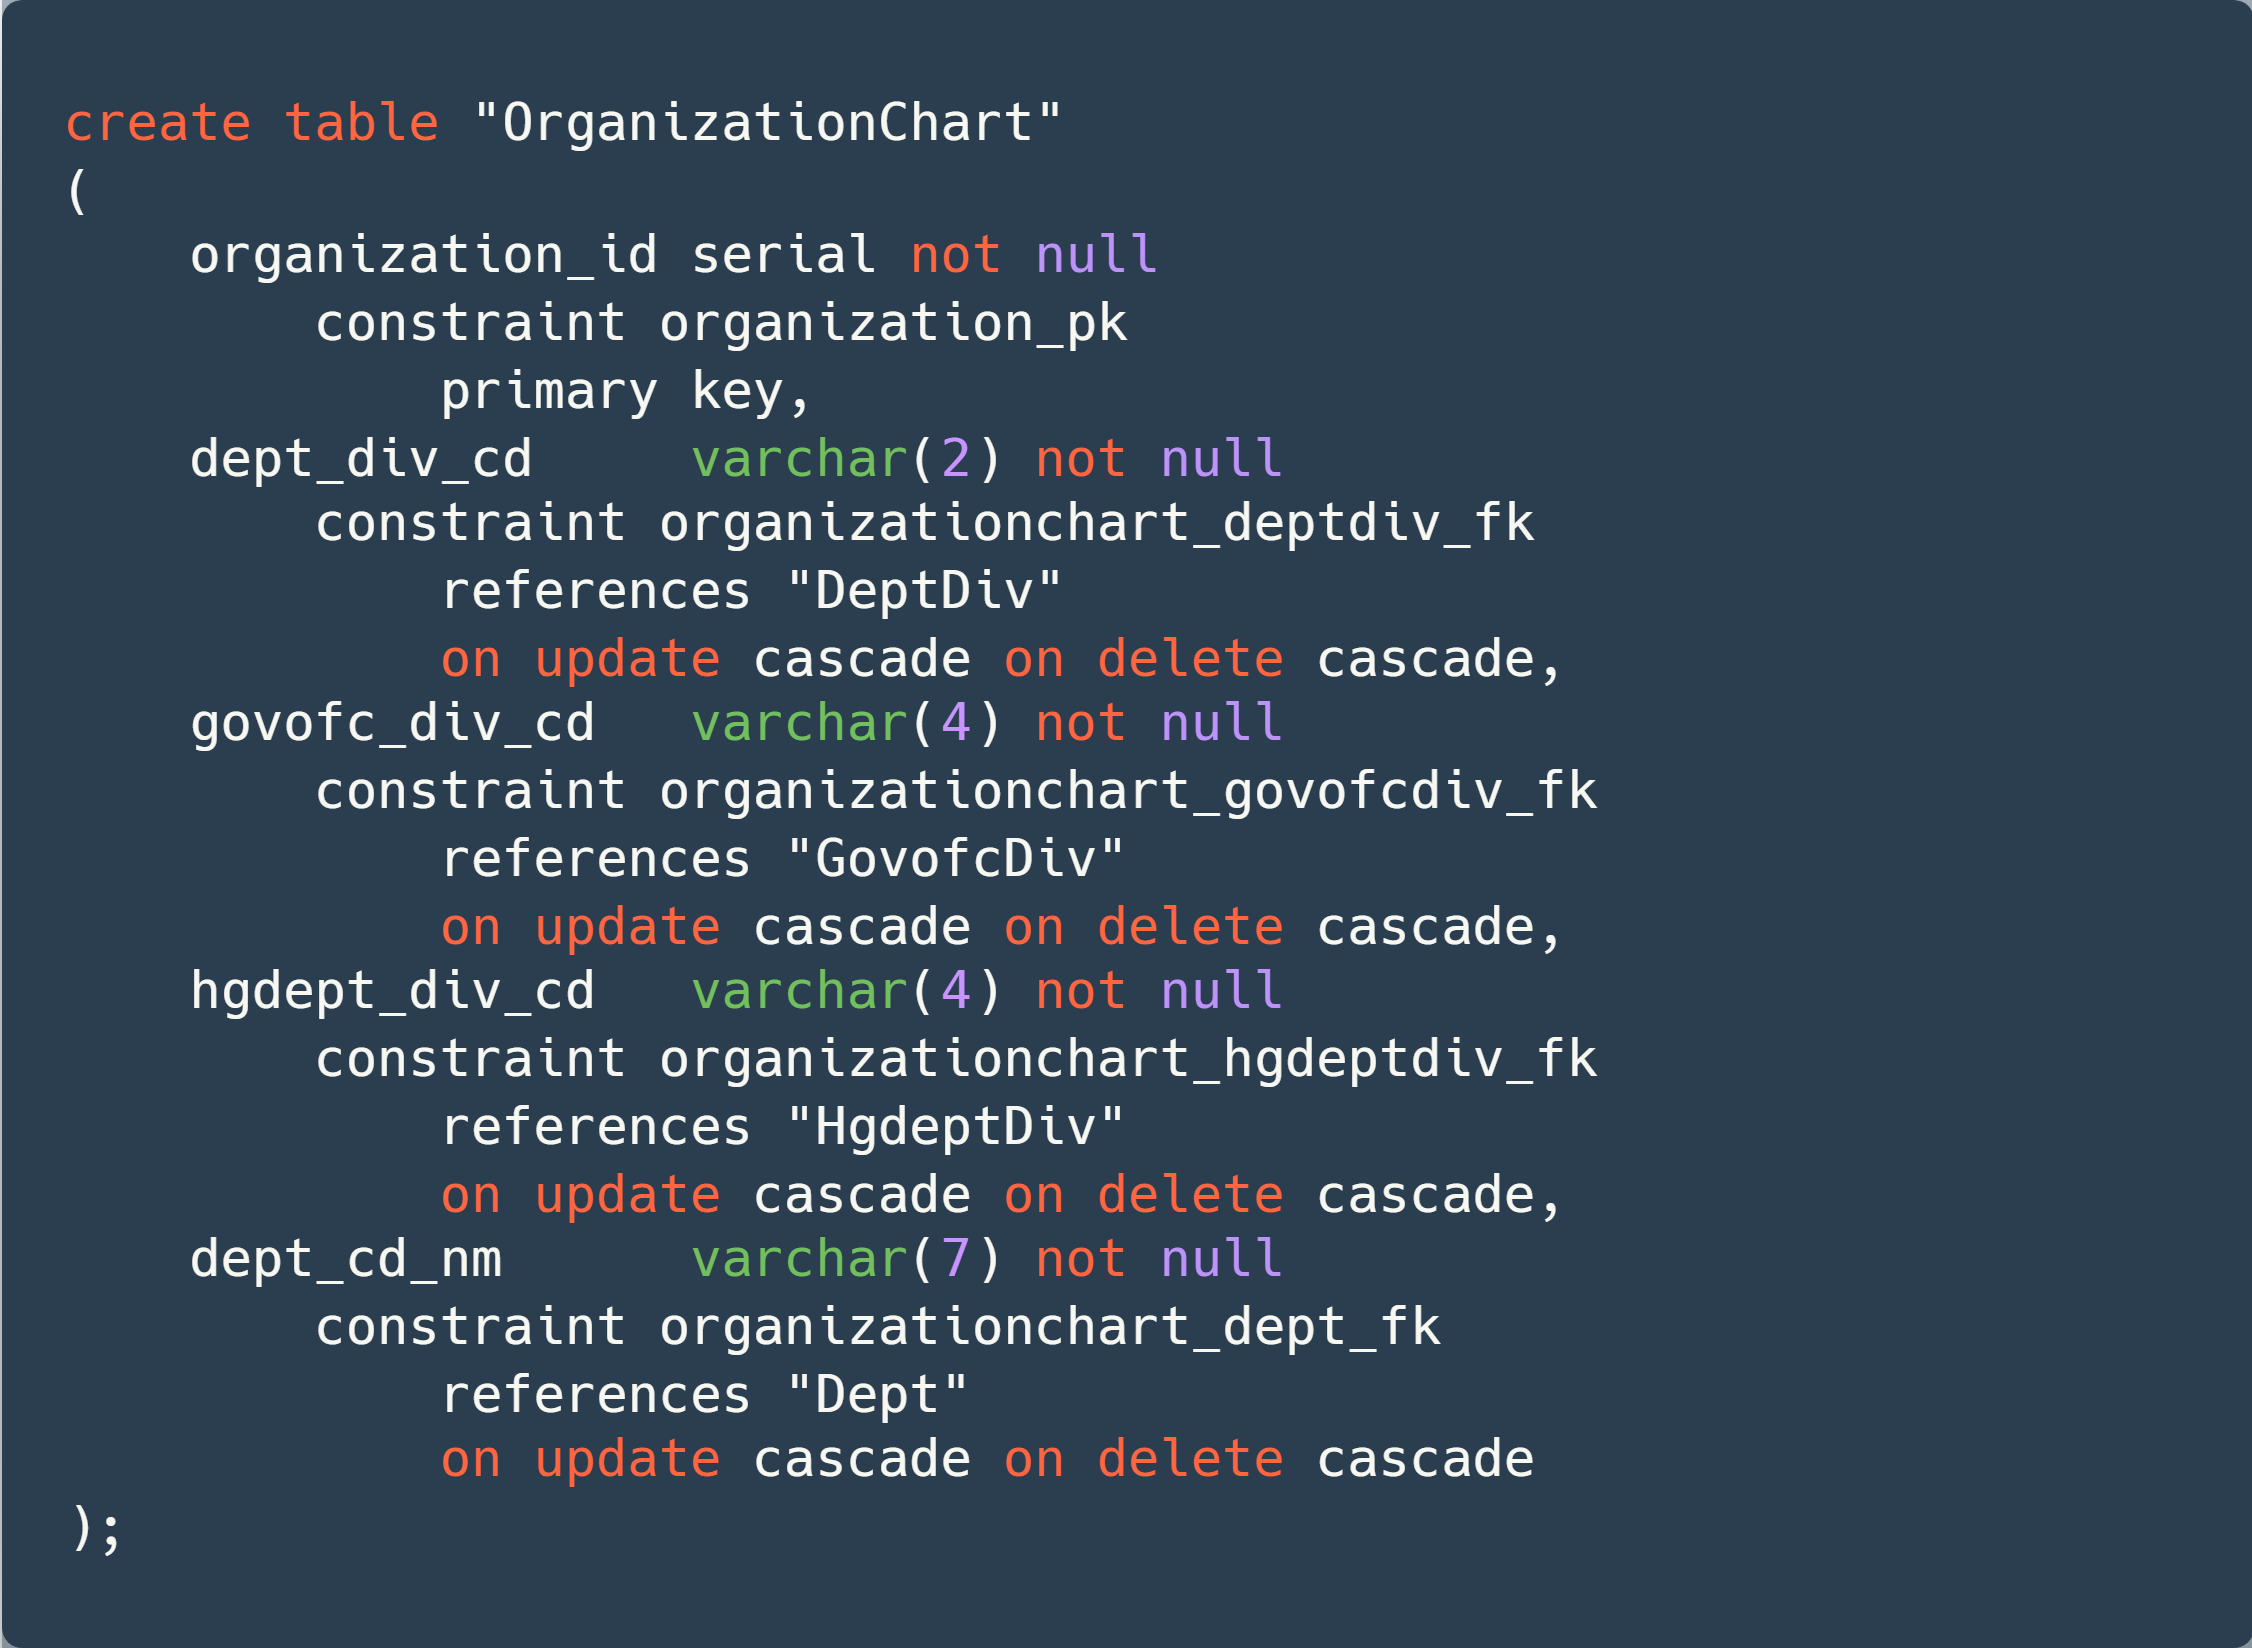 create table "OrganizationChart"
(
    organization_id serial not null
        constraint organization_pk
            primary key,
    dept_div_cd     varchar(2) not null
        constraint organizationchart_deptdiv_fk
            references "DeptDiv"
            on update cascade on delete cascade,
    govofc_div_cd   varchar(4) not null
        constraint organizationchart_govofcdiv_fk
            references "GovofcDiv"
            on update cascade on delete cascade,
    hgdept_div_cd   varchar(4) not null
        constraint organizationchart_hgdeptdiv_fk
            references "HgdeptDiv"
            on update cascade on delete cascade,
    dept_cd_nm      varchar(7) not null
        constraint organizationchart_dept_fk
            references "Dept"
            on update cascade on delete cascade
);